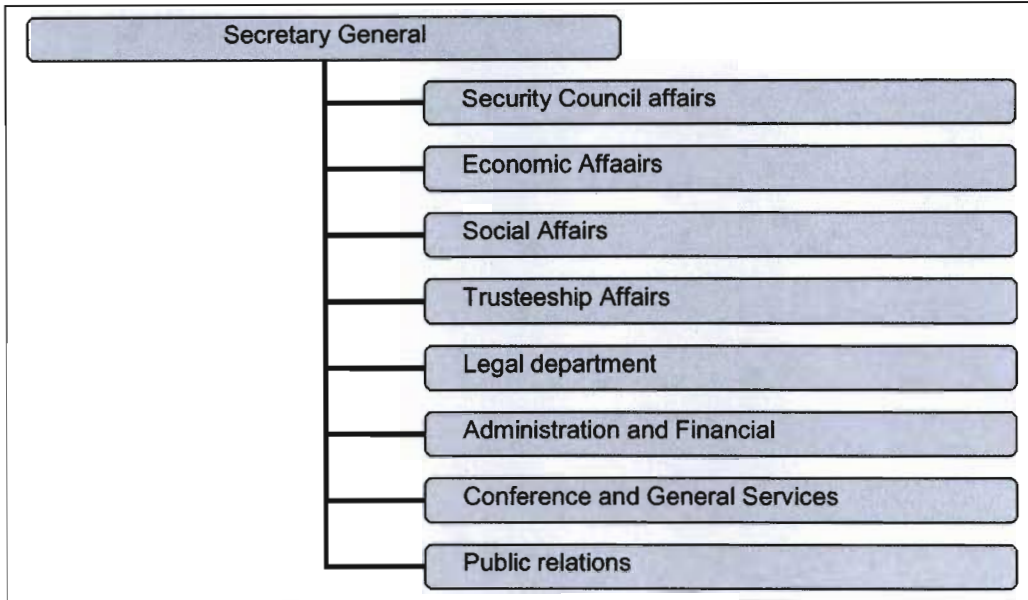 Secretary General
Security Council affairs
Economic Affaairs
Social Affairs
Trusteeship Affairs
Legal department
Administration and Financial
Conference and General Services
Public relations